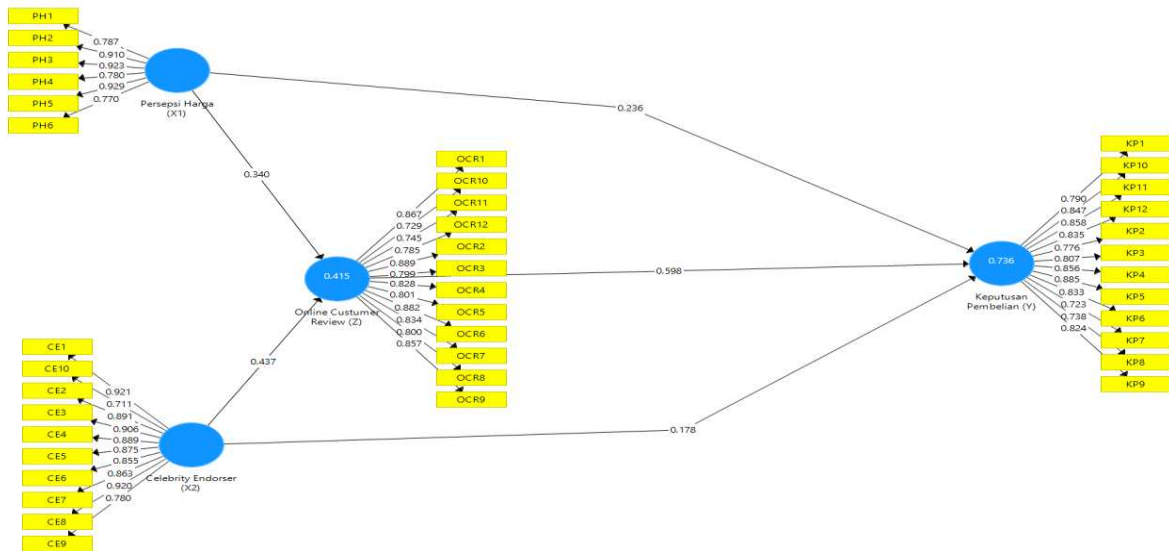 PH1
PH2
PH3
PH4
PH5
PH6
0.787
0.910
0.923
0.780
0.929
0.770
Persepsi Harga
(X1)
0.236
0.340
OCR1
OCR10
OCR11
OCR12
OCR2
OCR3
OCR4
OCR5
OCR6
OCR7
OCR8
OCR9
0.867
0.729
0.745
0.785
0.889
0.799
0.828
0.801
0.882
0.834
0.800
0.857
0.415
Online Custumer
Review (Z)
0.598
KP1
KP10
KP11
KP12
KP2
KP3
KP4
KP5
KP6
KP7
KP8
KP9
0.790
0.847
0.858
0.835
0.776
0.807
0.856
0.885
0.833
0.723
0.738
0.824
0.736
Keputusan
Pembelian (Y)
0.437
CE1
CE10
CE2
CE3
CE4
CE5
CE6
CE7
CE8
CE9
0.921
0.711
0.891
0.906
0.889
0.875
0.855
0.863
0.920
0.780
Celebrity Endorser
(X2)
0.178